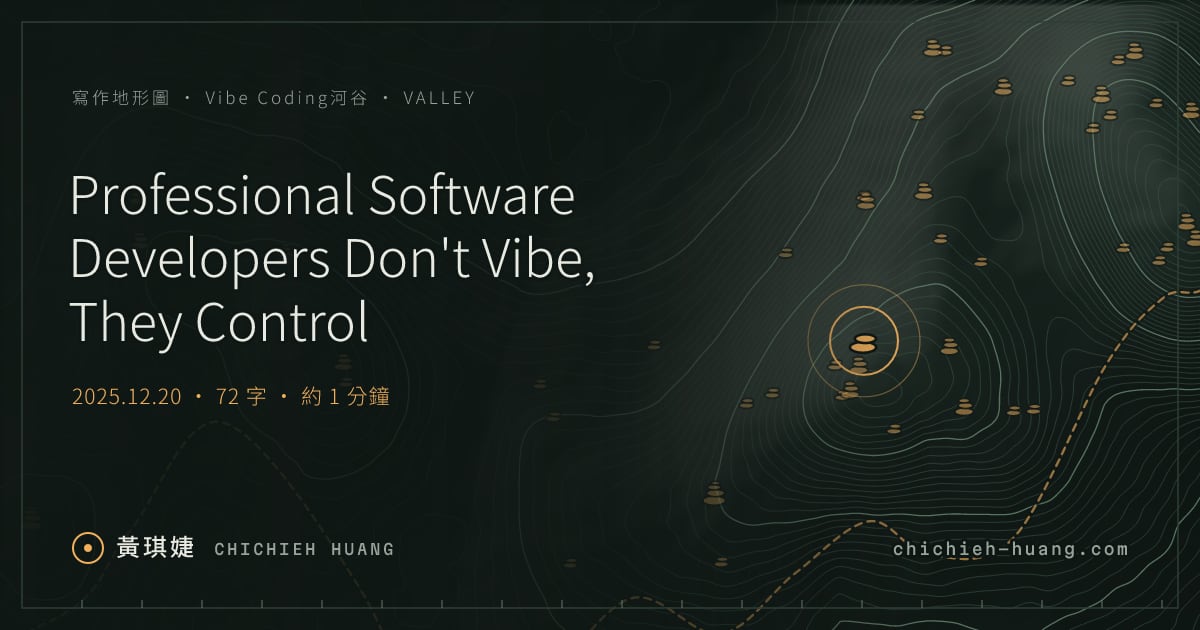 寫作地形圖 · Vibe Coding河谷 · VALLEY
Professional Software
Developers Don't Vibe,
They Control
2025.12.20 · 72 字 · 約 1 分鐘
黃琪婕 CHICHIEH HUANG
chichieh-huang.com